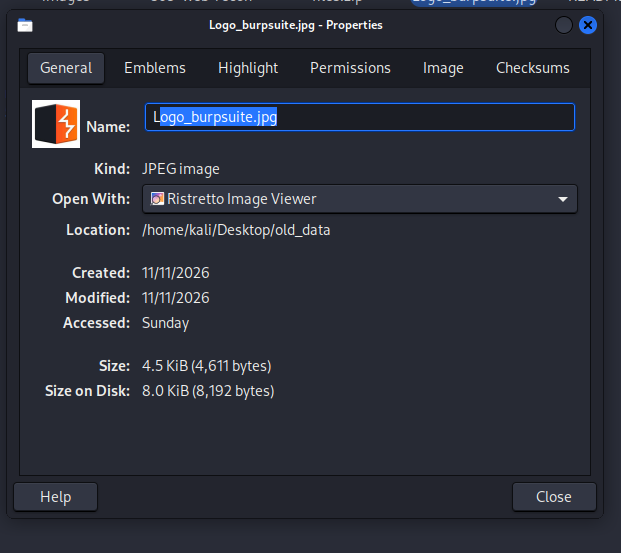 Logo_burpsuite.jpg - Properties
General Emblems Highlight Permissions Image Checksums
Name: Logo_burpsuite.jpg
Kind: JPEG image
Open With: Ristretto Image Viewer
Location: /home/kali/Desktop/old_data
Created: 11/11/2026
Modified: 11/11/2026
Accessed: Sunday
Size: 4.5 KiB (4,611 bytes)
Size on Disk: 8.0 KiB (8,192 bytes)
Help Close